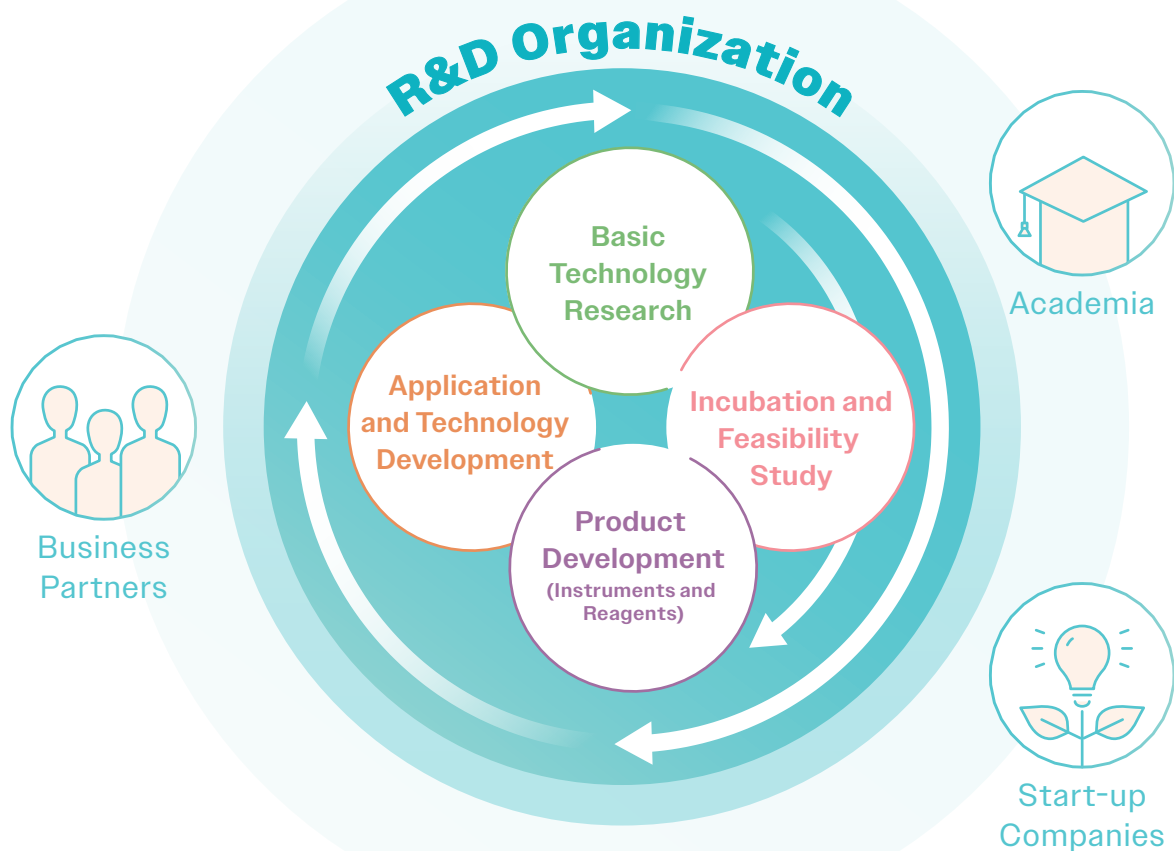 R&D Organization
Basic
Technology
Research
Application
and Technology
Development
Incubation and
Feasibility
Study
Product
Development
(Instruments and
Reagents)
Academia
Business
Partners
Start-up
Companies